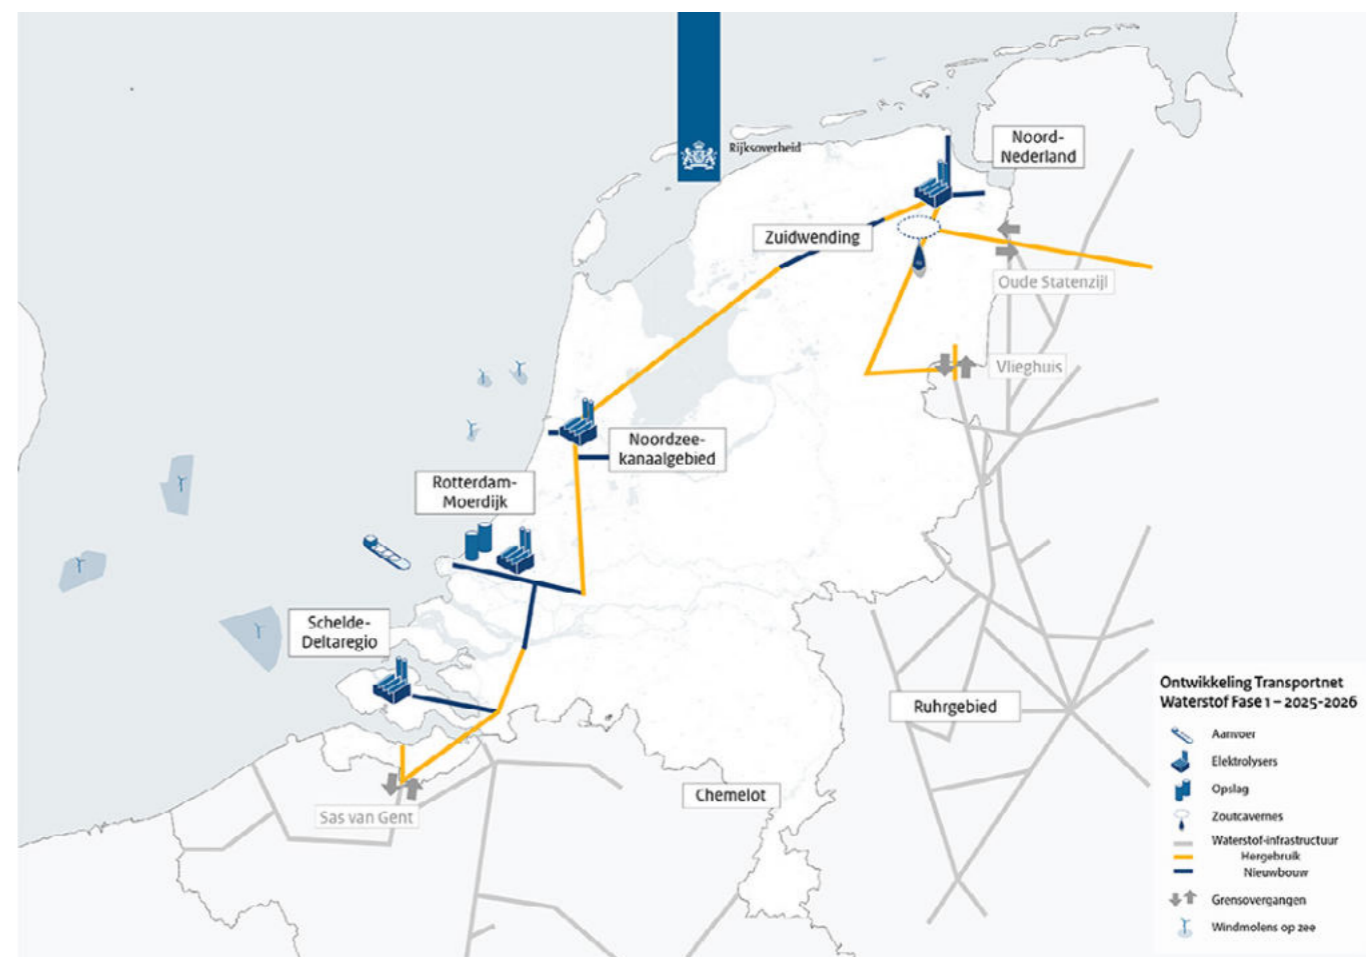 Rijksoverheid
Noord-
Nederland
Zuidwending
Oude Statenzijl
Vlieghuis
Noordzee-
kanaalgebied
Rotterdam-
Moerdijk
Schelde-
Deltaregio
Ruhrgebied
Chemelot
Sas van Gent
Ontwikkeling Transportnet
Waterstof Fase 1 – 2025-2026
Aanvoer
Elektrolysers
Opslag
Zoutcavernes
Waterstof-infrastructuur
Hergebruik
Nieuwbouw
Grensovergangen
Windmolens op zee